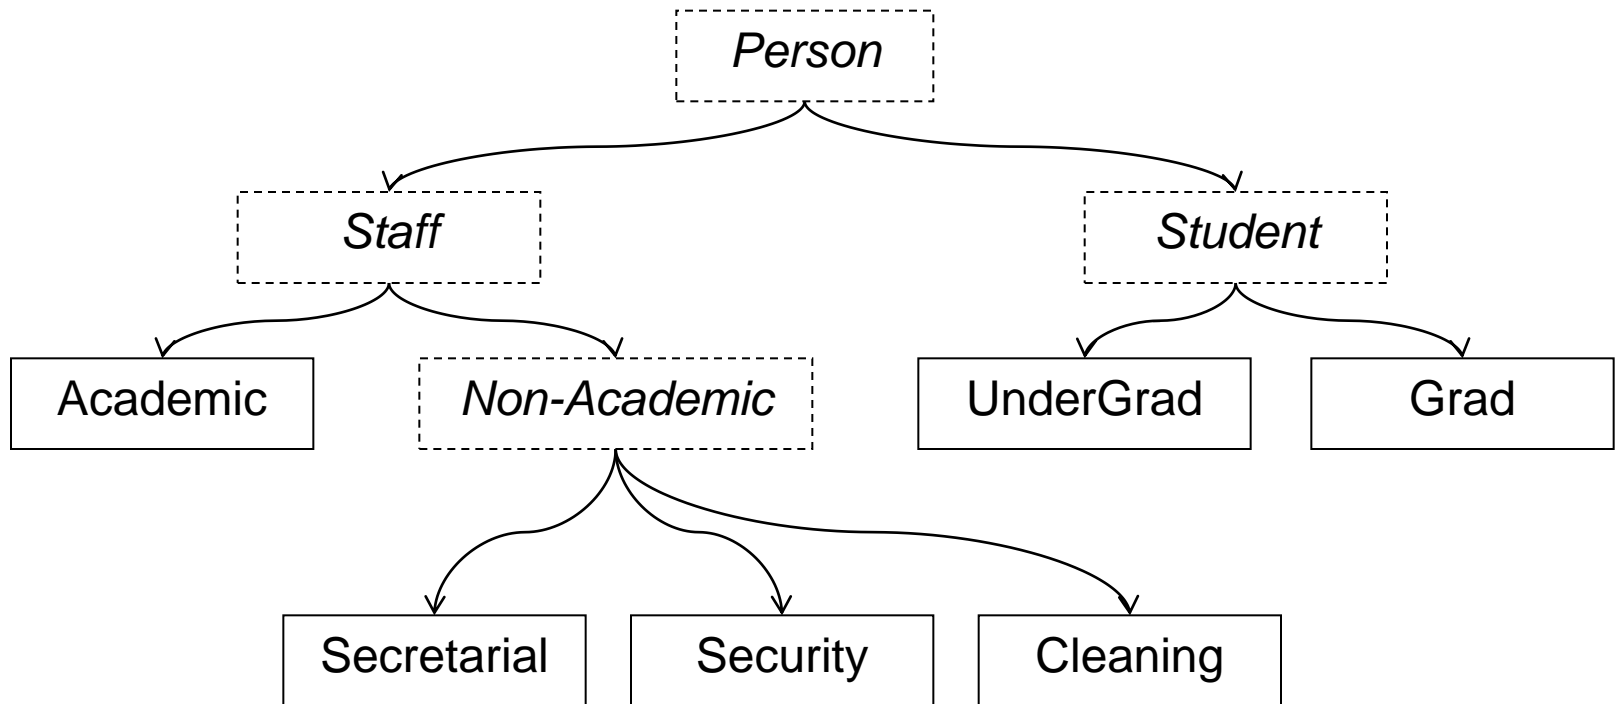 Person
Staff
Student
Academic
Non-Academic
UnderGrad
Grad
Secretarial
Security
Cleaning